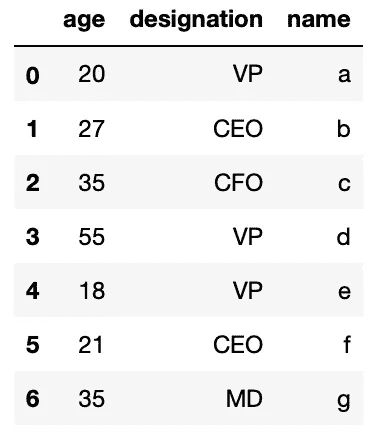 age designation name
0 20 VP a
1 27 CEO b
2 35 CFO c
3 55 VP d
4 18 VP e
5 21 CEO f
6 35 MD g